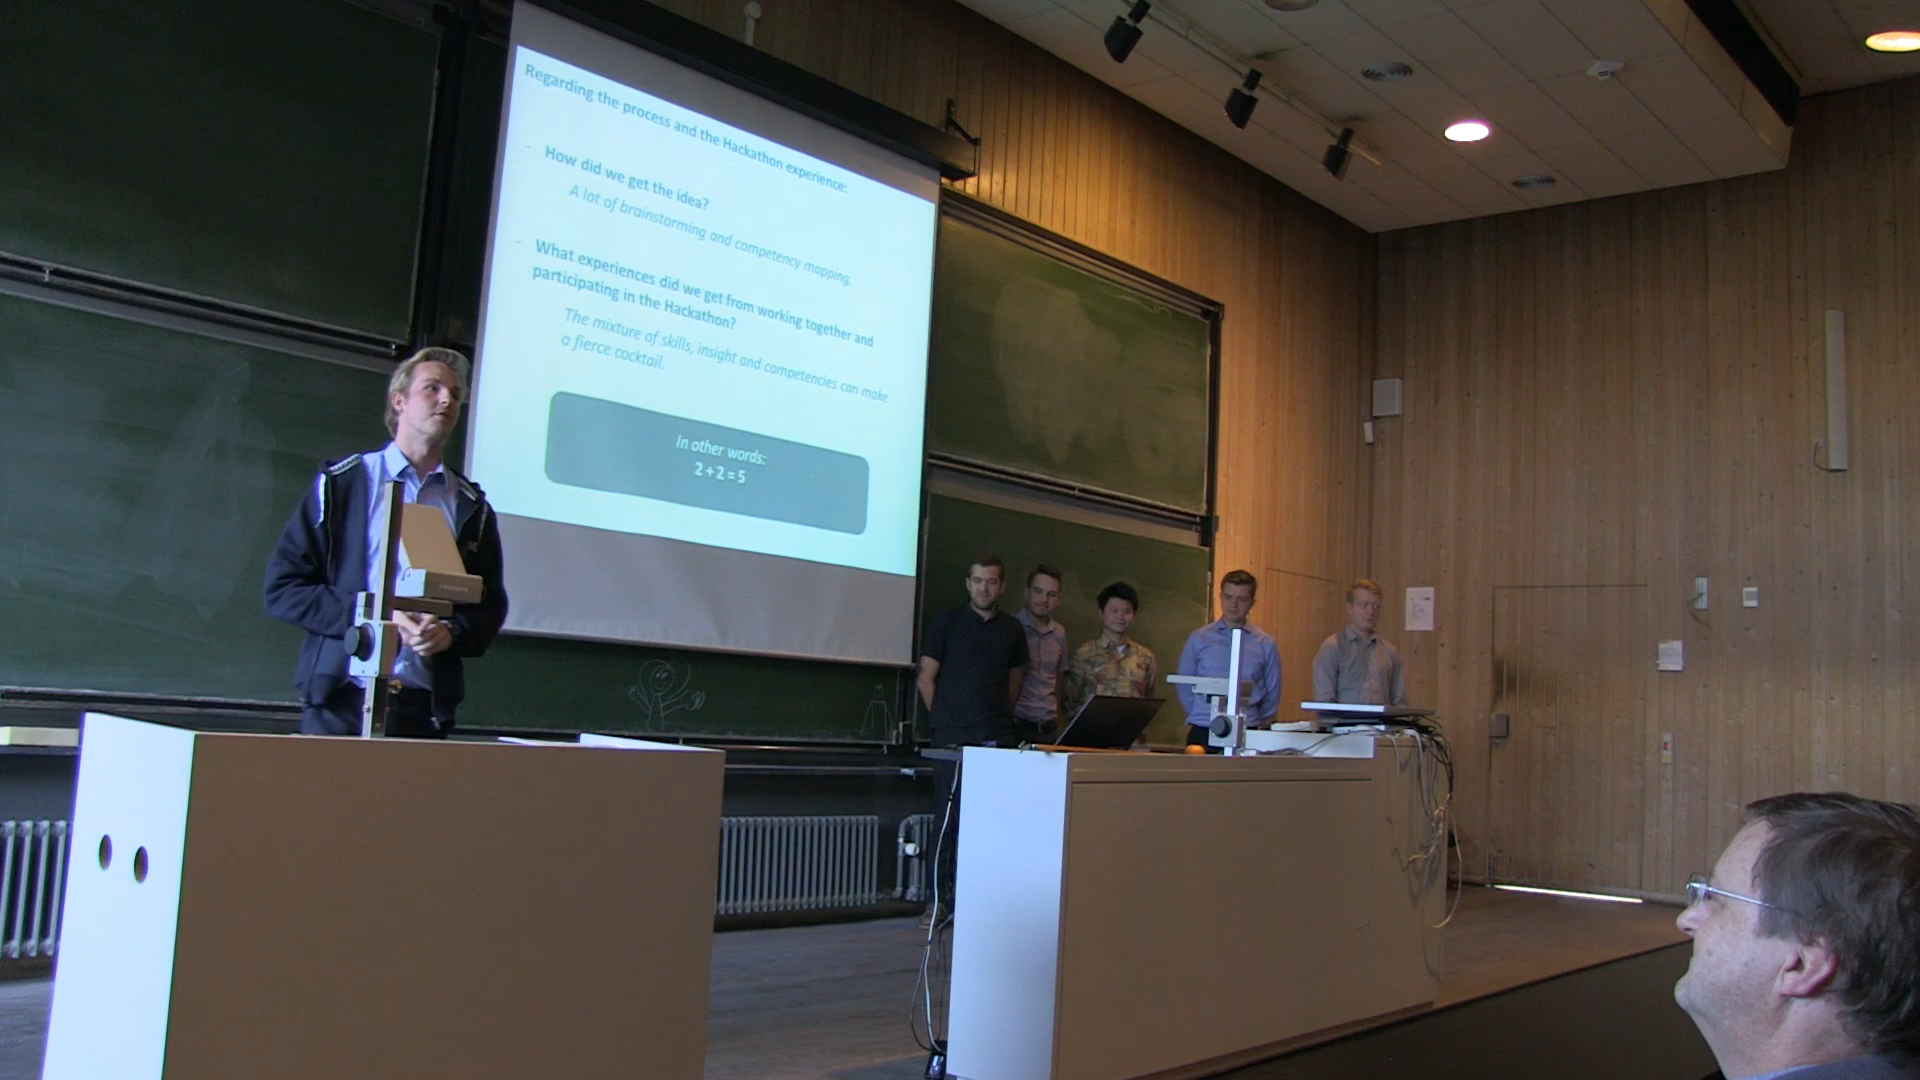 Regarding the process and the Hackathon experience:
- How did we get the idea?
A lot of brainstorming and competency mapping.
- What experiences did we get from working together and
participating in the Hackathon?
The mixture of skills, insight and competencies can make
a fierce cocktail.
In other words:
2 + 2 = 5